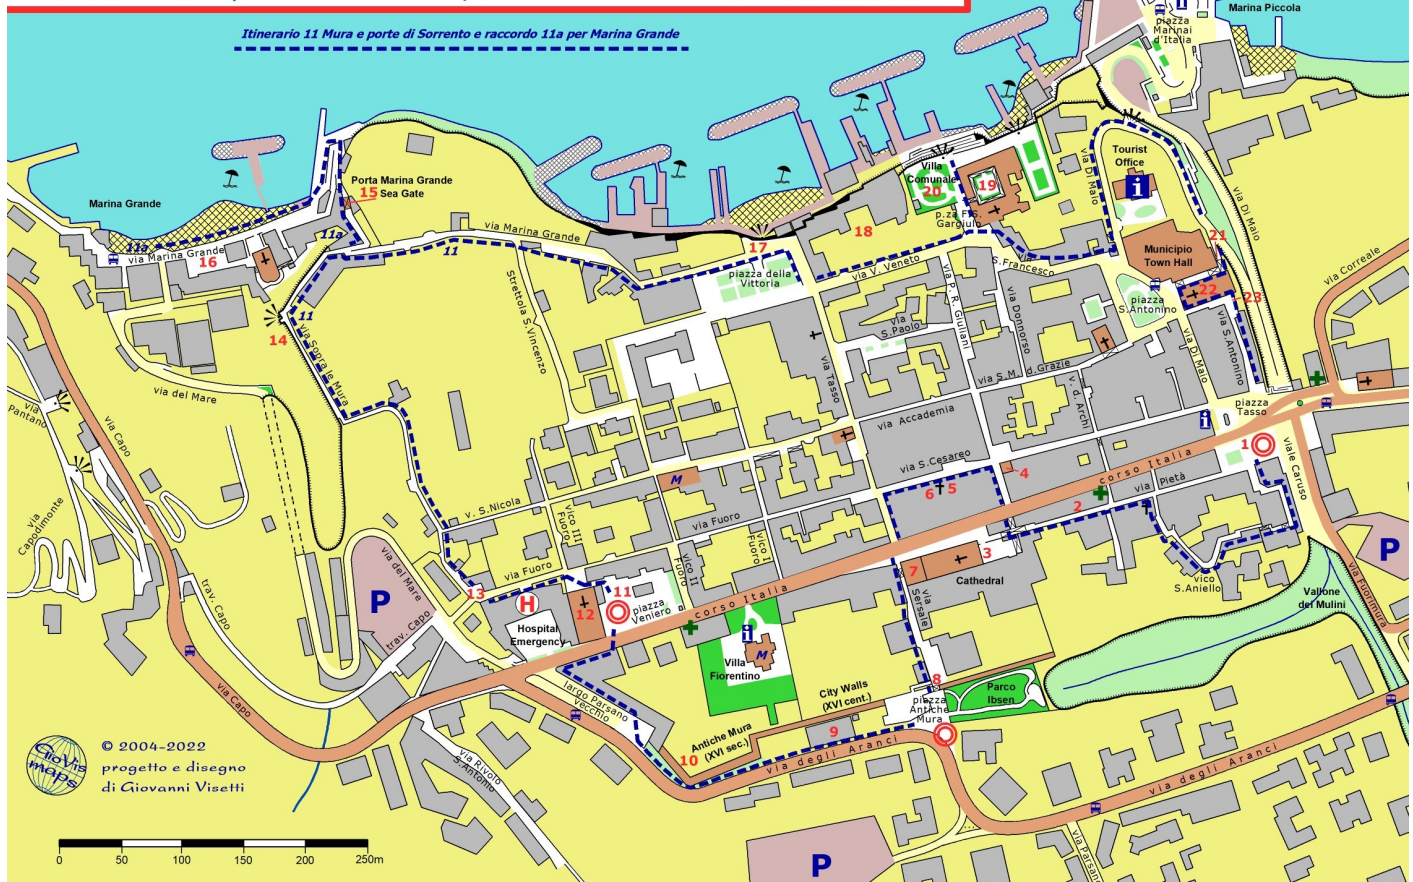 Itinerario 11 Mura e porte di Sorrento e raccordo 11a per Marina Grande
Marina Piccola
piazza
Marinai
d'Italia
Marina Grande
Porta Marina Grande
Sea Gate
15
11a
11a
via Marina Grande
16
via Marina Grande
11
11
14
via Sopra le Mura
via del Mare
via
Pantano
via Capo
via
Capodimonte
Strettola S.Vincenzo
17
piazza della
Vittoria
18
Villa
Comunale
20
19
p.za F.S.
Gargiulo
via V. Veneto
via
S.Francesco
via Di Maio
Tourist
Office
i
via Di Maio
Municipio
Town Hall
21
22
23
piazza
S.Antonino
via Correale
via
S.Paolo
via P. R. Giuliani
via Donnorso
via Tasso
via S.M. d.Grazie
v. d. Archi
via Di Maio
via S. Antonino
piazza
Tasso
via Accademia
via S.Cesareo
1
corso Italia
via Pietà
viale Caruso
4
6
5
2
M
v. S.Nicola
via Fuoro
vico III
Fuoro
vico I
Fuoro
vico II
Fuoro
via Fuoro
3
7
Cathedral
via
Sersale
vico
S.Aniello
Vallone
dei Mulini
via Fuorimura
P
P
via del Mare
trav. Capo
trav. Capo
13
H
Hospital
Emergency
12
11
piazza
Veniero
corso Italia
i
M
Villa
Fiorentino
largo Parsano
Vecchio
via Capo
City Walls
(XVI cent.)
Antiche Mura
(XVI sec.)
8
piazza
Antiche
Mura
Parco
Ibsen
9
10
via degli Aranci
via degli Aranci
via Rivolo
S.Antonio
via Parsano
P
GioVis
maps
© 2004-2022
progetto e disegno
di Giovanni Visetti
0 50 100 150 200 250m